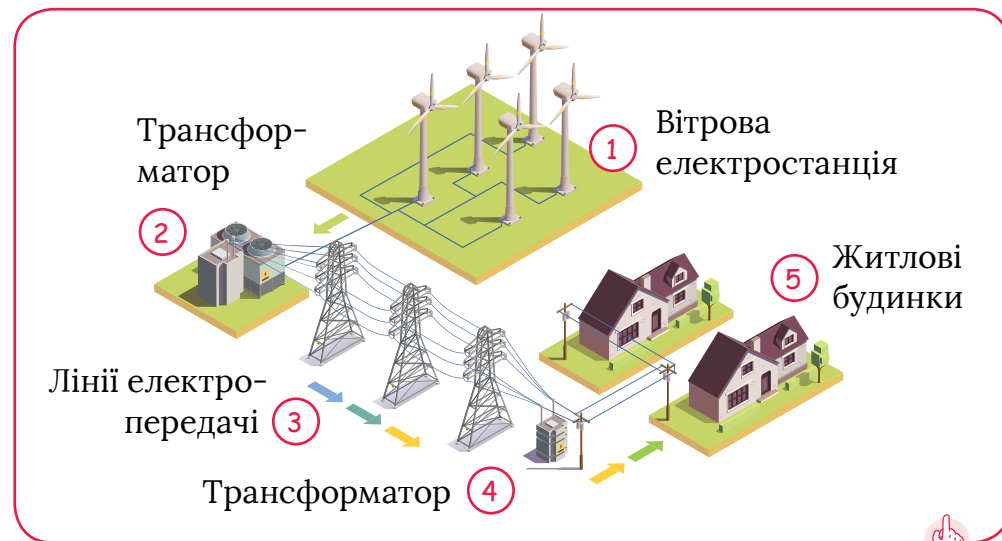 1
Вітрова
електростанція
Трансфор-
матор
2
Лінії електро-
передачі
3
Трансформатор
4
5
Житлові
будинки